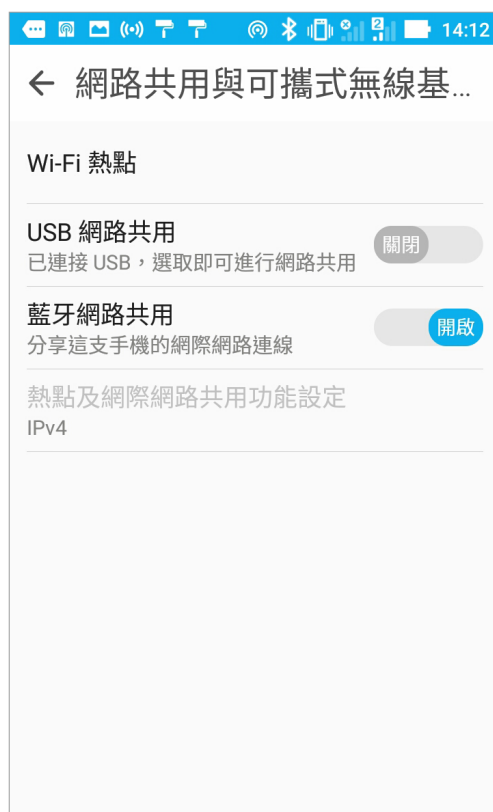 14:12
網路共用與可攜式無線基...
Wi-Fi 熱點
USB 網路共用
已連接 USB，選取即可進行網路共用
關閉
藍牙網路共用
分享這支手機的網際網路連線
開啟
熱點及網際網路共用功能設定
IPv4